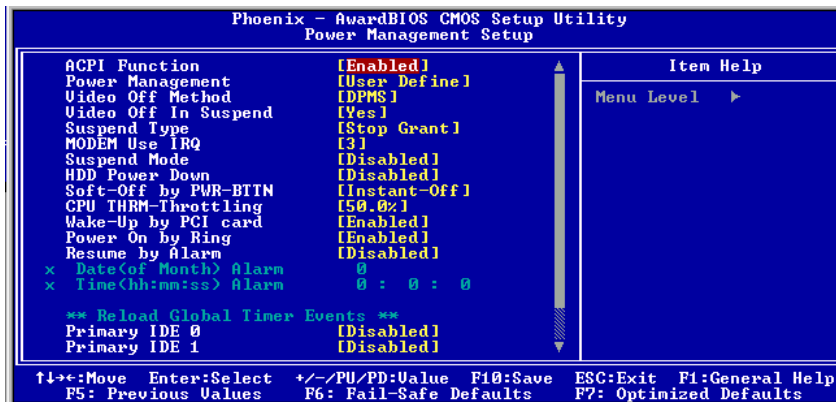 Phoenix - AwardBIOS CMOS Setup Utility
Power Management Setup
ACPI Function [Enabled]
Power Management [User Define]
Video Off Method [DPMS]
Video Off In Suspend [Yes]
Suspend Type [Stop Grant]
MODEM Use IRQ [3]
Suspend Mode [Disabled]
HDD Power Down [Disabled]
Soft-Off by PWR-BTTN [Instant-Off]
CPU THRM-Throttling [50.0%]
Wake-Up by PCI card [Enabled]
Power On by Ring [Enabled]
Resume by Alarm [Disabled]
x Date(of Month) Alarm 0
x Time(hh:mm:ss) Alarm 0 : 0 : 0
** Reload Global Timer Events **
Primary IDE 0 [Disabled]
Primary IDE 1 [Disabled]
Item Help
Menu Level ►
↑↓→←:Move Enter:Select +/-/PU/PD:Value F10:Save ESC:Exit F1:General Help
F5: Previous Values F6: Fail-Safe Defaults F7: Optimized Defaults